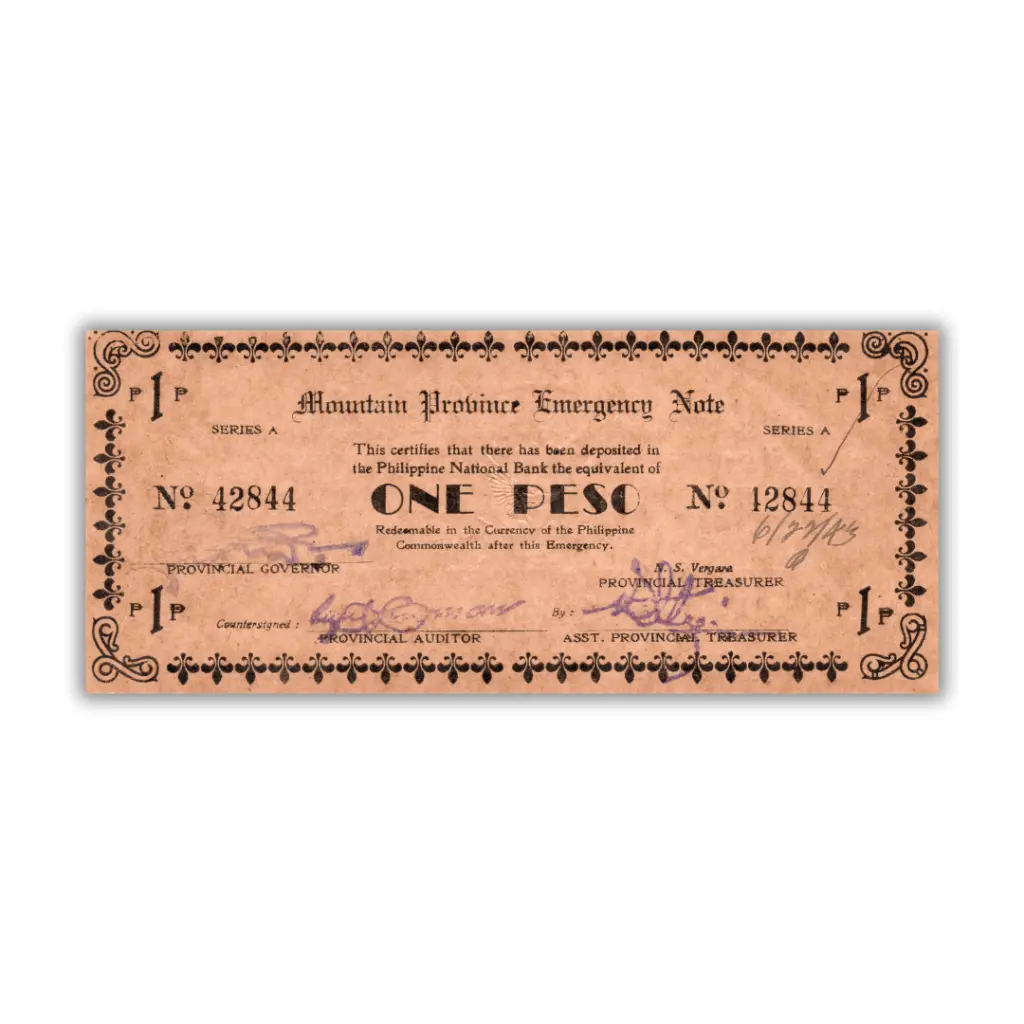 P 1 P
P 1 P
Mountain Province Emergency Note
SERIES A
SERIES A
This certifies that there has been deposited in
the Philippine National Bank the equivalent of
Nº 42844
ONE PESO
Nº 42844
Redeemable in the Currency of the Philippine
Commonwealth after this Emergency.
6/22/43
PROVINCIAL GOVERNOR
N. S. Vergara
PROVINCIAL TREASURER
P 1 P
P 1 P
Countersigned :
By :
PROVINCIAL AUDITOR
ASST. PROVINCIAL TREASURER